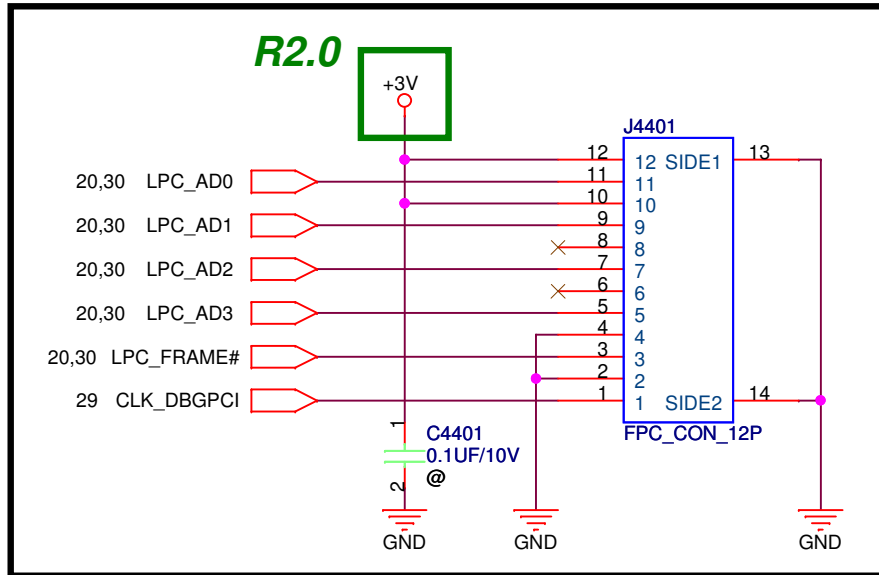 R2.0
+3V
J4401
12 12 SIDE1 13
20,30 LPC_AD0 11 11
10 10
20,30 LPC_AD1 9 9
8 8
20,30 LPC_AD2 7 7
6 6
20,30 LPC_AD3 5 5
4 4
20,30 LPC_FRAME# 3 3
2 2
29 CLK_DBGPCI 1 1 SIDE2 14
FPC_CON_12P
1
C4401
0.1UF/10V
@
2
GND GND GND